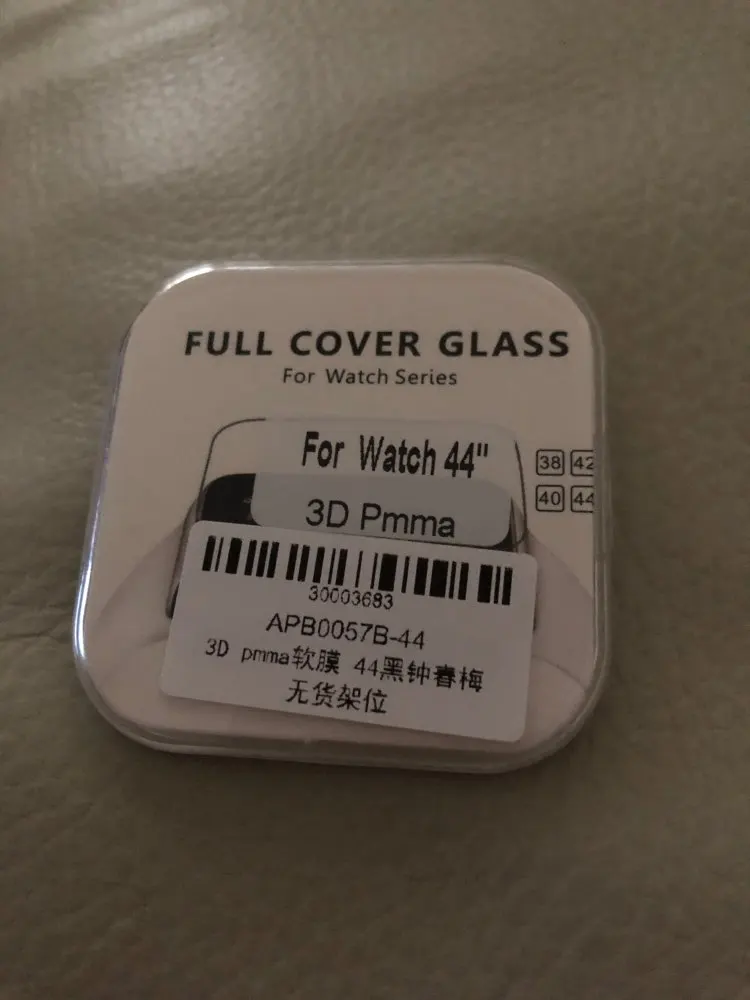 FULL COVER GLASS
For Watch Series
For Watch 44"
38 42
40 44
3D Pmma
30003683
APB0057B-44
3D pmma软膜 44黑钟春梅
无货架位